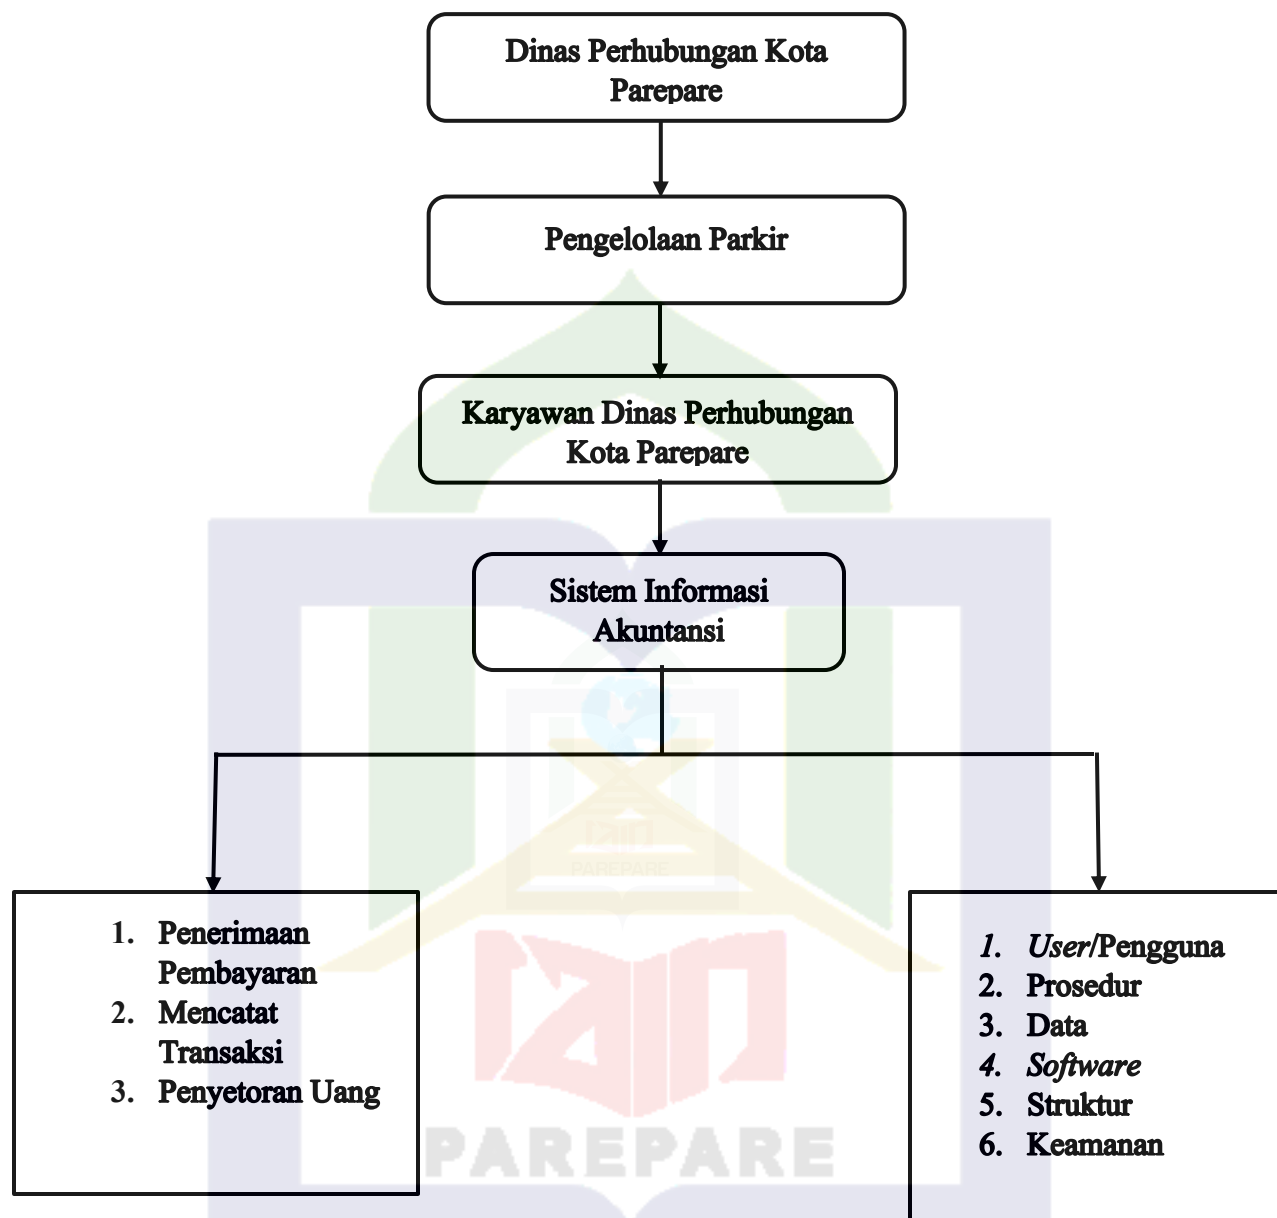 Dinas Perhubungan Kota
Parepare
Pengelolaan Parkir
Karyawan Dinas Perhubungan
Kota Parepare
Sistem Informasi
Akuntansi
1. Penerimaan
Pembayaran
2. Mencatat
Transaksi
3. Penyetoran Uang
1. User/Pengguna
2. Prosedur
3. Data
4. Software
5. Struktur
6. Keamanan
IAIN
PAREPARE
IAIN
PAREPARE